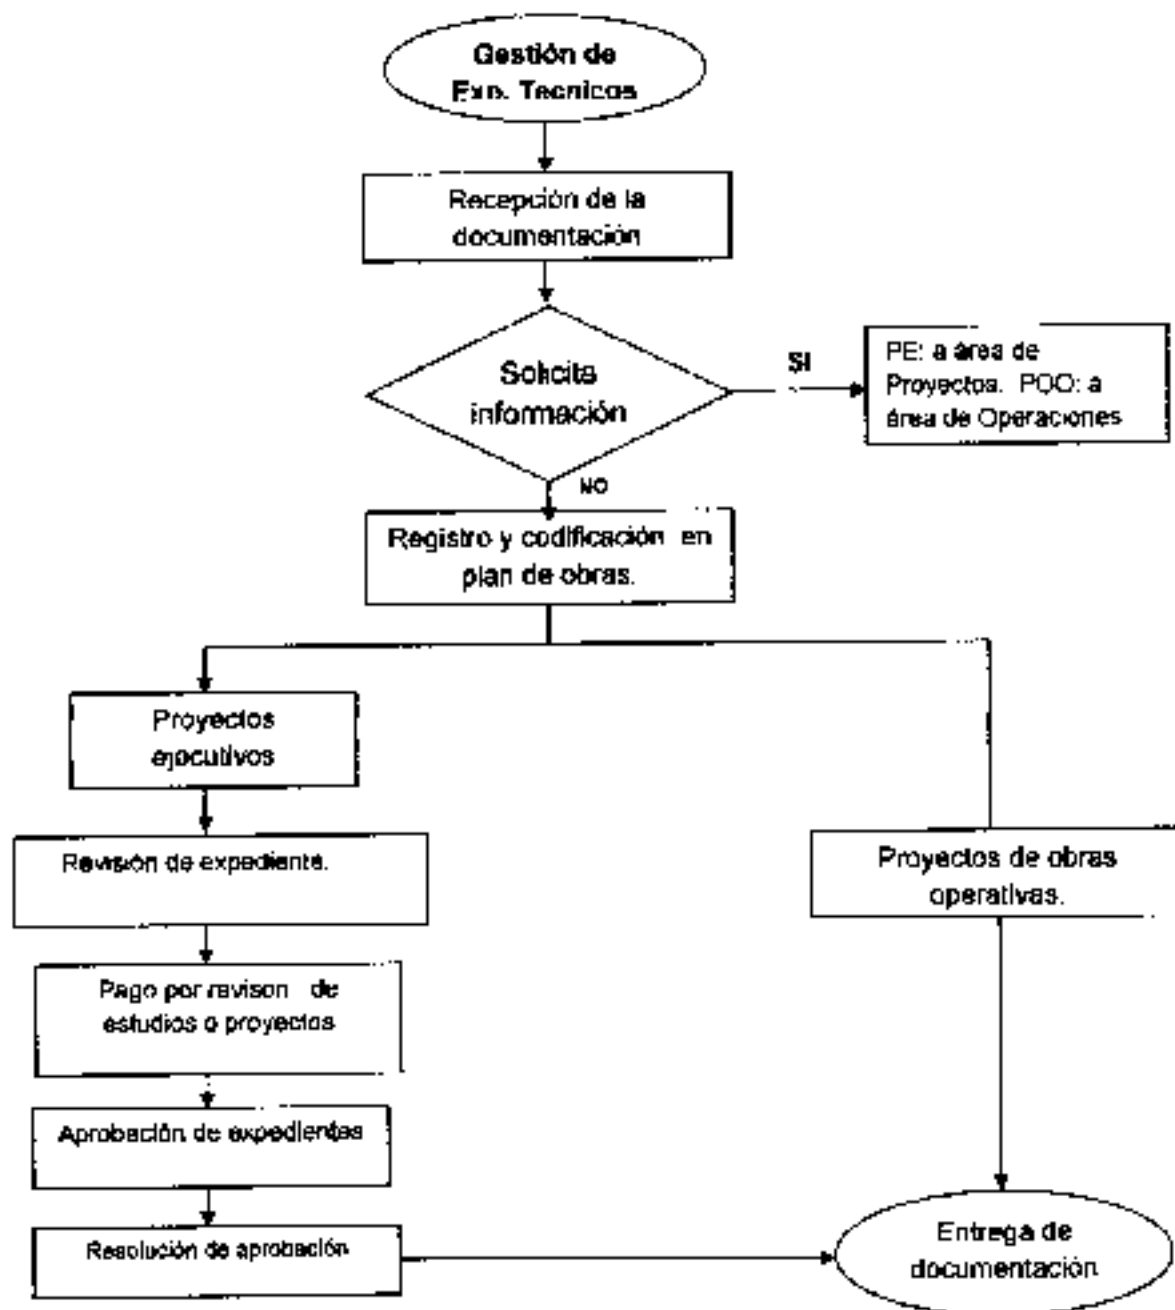 Gestión de
Exp. Tecnicos
Recepción de la
documentación
Solicita
información
SI
PE: a área de
Proyectos. POO: a
área de Operaciones
NO
Registro y codificación en
plan de obras.
Proyectos
ejecutivos
Revisión de expediente.
Proyectos de obras
operativas.
Pago por revison de
estudios o proyectos
Aprobación de expedientes
Resolución de aprobación
Entrega de
documentación